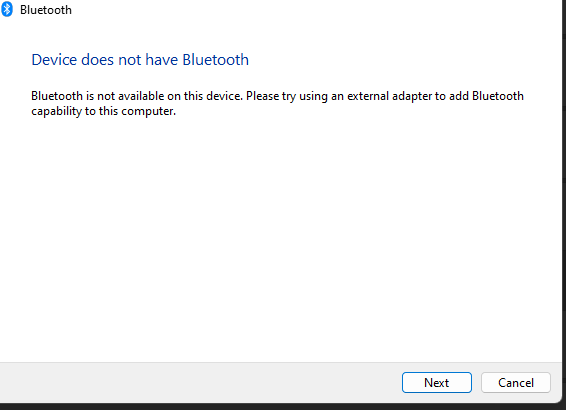 Bluetooth
Device does not have Bluetooth
Bluetooth is not available on this device. Please try using an external adapter to add Bluetooth
capability to this computer.
Next
Cancel